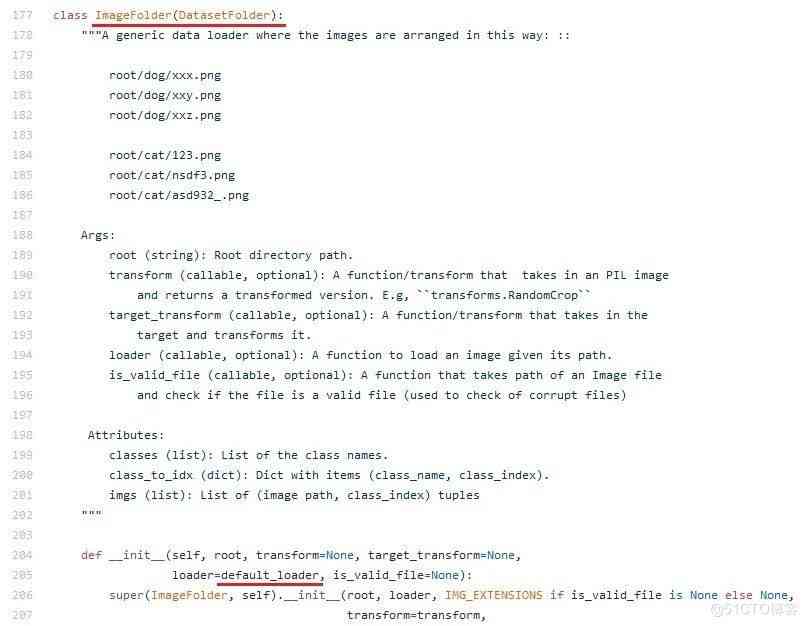 177 class ImageFolder(DatasetFolder):
178 """A generic data loader where the images are arranged in this way: ::
179
180 root/dog/xxx.png
181 root/dog/xxy.png
182 root/dog/xxz.png
183
184 root/cat/123.png
185 root/cat/nsdf3.png
186 root/cat/asd932_.png
187
188 Args:
189 root (string): Root directory path.
190 transform (callable, optional): A function/transform that  takes in an PIL image
191 and returns a transformed version. E.g, ``transforms.RandomCrop``
192 target_transform (callable, optional): A function/transform that takes in the
193 target and transforms it.
194 loader (callable, optional): A function to load an image given its path.
195 is_valid_file (callable, optional): A function that takes path of an Image file
196 and check if the file is a valid file (used to check of corrupt files)
197
198 Attributes:
199 classes (list): List of the class names.
200 class_to_idx (dict): Dict with items (class_name, class_index).
201 imgs (list): List of (image path, class_index) tuples
202 """
203
204 def __init__(self, root, transform=None, target_transform=None,
205 loader=default_loader, is_valid_file=None):
206 super(ImageFolder, self).__init__(root, loader, IMG_EXTENSIONS if is_valid_file is None else None,
207 transform=transform,
@51CTO博客